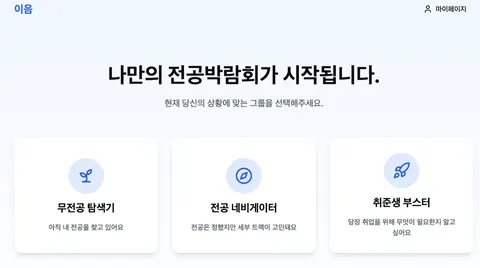 이음
마이페이지
나만의 전공박람회가 시작됩니다.
현재 당신의 상황에 맞는 그룹을 선택해주세요.
무전공 탐색기
아직 내 전공을 찾고 있어요
전공 네비게이터
전공은 정했지만 세부 트랙이 고민돼요
취준생 부스터
당장 취업을 위해 무엇이 필요한지 알고
싶어요